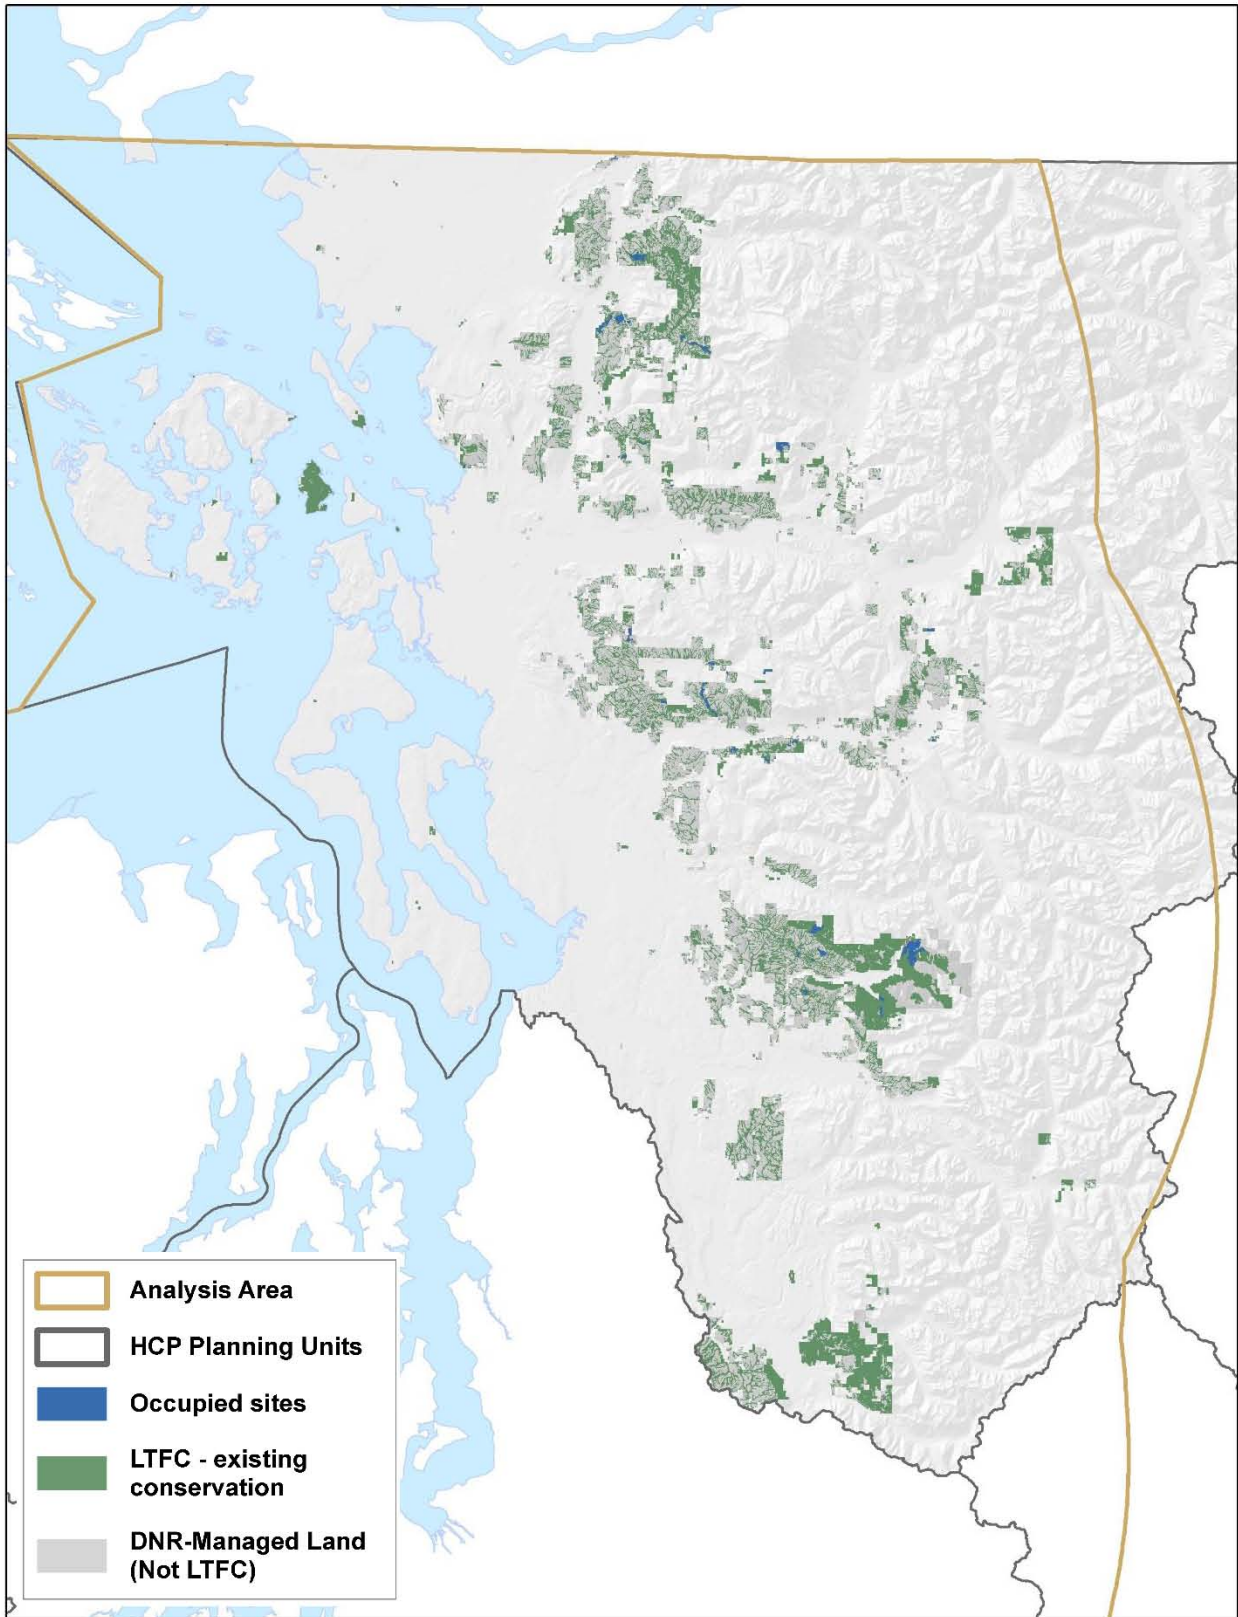 Analysis Area
HCP Planning Units
Occupied sites
LTFC - existing
conservation
DNR-Managed Land
(Not LTFC)